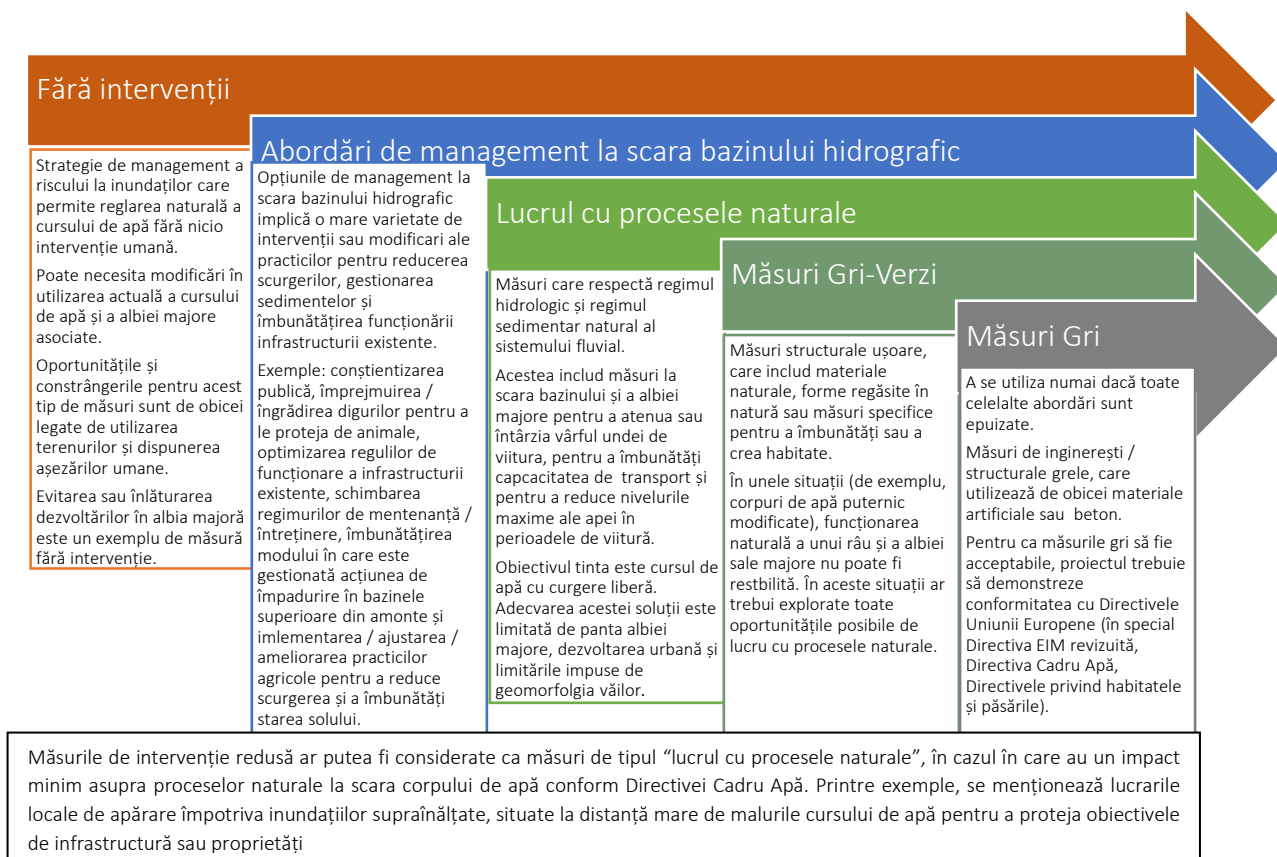 Fără intervenții
Strategie de management a
riscului la inundaților care
permite reglarea naturală a
cursului de apă fără nicio
intervenție umană.
Poate necesita modificări în
utilizarea actuală a cursului
de apă și a albiei majore
asociate.
Oportunitățile și
constrângerile pentru acest
tip de măsuri sunt de obicei
legate de utilizarea
terenurilor și dispunerea
așezărilor umane.
Evitarea sau înlăturarea
dezvoltărilor în albia majoră
este un exemplu de măsură
fără intervenție.
Abordări de management la scara bazinului hidrografic
Opțiunile de management la
scara bazinului hidrografic
implică o mare varietate de
intervenții sau modificari ale
practicilor pentru reducerea
scurgerilor, gestionarea
sedimentelor și
îmbunătățirea funcționării
infrastructurii existente.
Exemple: conștientizarea
publică, împrejmuirea /
îngrădirea digurilor pentru a
le proteja de animale,
optimizarea regulilor de
funcționare a infrastructurii
existente, schimbarea
regimurilor de mentenanță /
întreținere, îmbunătățirea
modului în care este
gestionată acțiunea de
împadurire în bazinele
superioare din amonte și
imlementarea / ajustarea /
ameliorarea practicilor
agricole pentru a reduce
scurgerea și a îmbunătăți
starea solului.
Lucrul cu procesele naturale
Măsuri care respectă regimul
hidrologic și regimul
sedimentar natural al
sistemului fluvial.
Acestea includ măsuri la
scara bazinului și a albiei
majore pentru a atenua sau
întârzia vârful undei de
viitura, pentru a îmbunătăți
capcacitatea de transport și
pentru a reduce nivelurile
maxime ale apei în
perioadele de viitură.
Obiectivul tinta este cursul de
apă cu curgere liberă.
Adecvarea acestei soluții este
limitată de panta albiei
majore, dezvoltarea urbană și
limitările impuse de
geomorfolgia văilor.
Măsuri Gri-Verzi
Măsuri structurale ușoare,
care includ materiale
naturale, forme regăsite în
natură sau măsuri specifice
pentru a îmbunătăți sau a
crea habitate.
În unele situații (de exemplu,
corpuri de apă puternic
modificate), funcționarea
naturală a unui râu și a albiei
sale majore nu poate fi
restbilită. În aceste situații ar
trebui explorate toate
oportunitățile posibile de
lucru cu procesele naturale.
Măsuri Gri
A se utiliza numai dacă toate
celelalte abordări sunt
epuizate.
Măsuri de inginerești /
structurale grele, care
utilizează de obicei materiale
artificiale sau beton.
Pentru ca măsurile gri să fie
acceptabile, proiectul trebuie
să demonstreze
conformitatea cu Directivele
Uniunii Europene (în special
Directiva EIM revizuită,
Directiva Cadru Apă,
Directivele privind habitatele
și păsările).
Măsurile de intervenție redusă ar putea fi considerate ca măsuri de tipul “lucrul cu procesele naturale”, în cazul în care au un impact
minim asupra proceselor naturale la scara corpului de apă conform Directivei Cadru Apă. Printre exemple, se menționează lucrarile
locale de apărare împotriva inundațiilor supraînălțate, situate la distanță mare de malurile cursului de apă pentru a proteja obiectivele
de infrastructură sau proprietăți